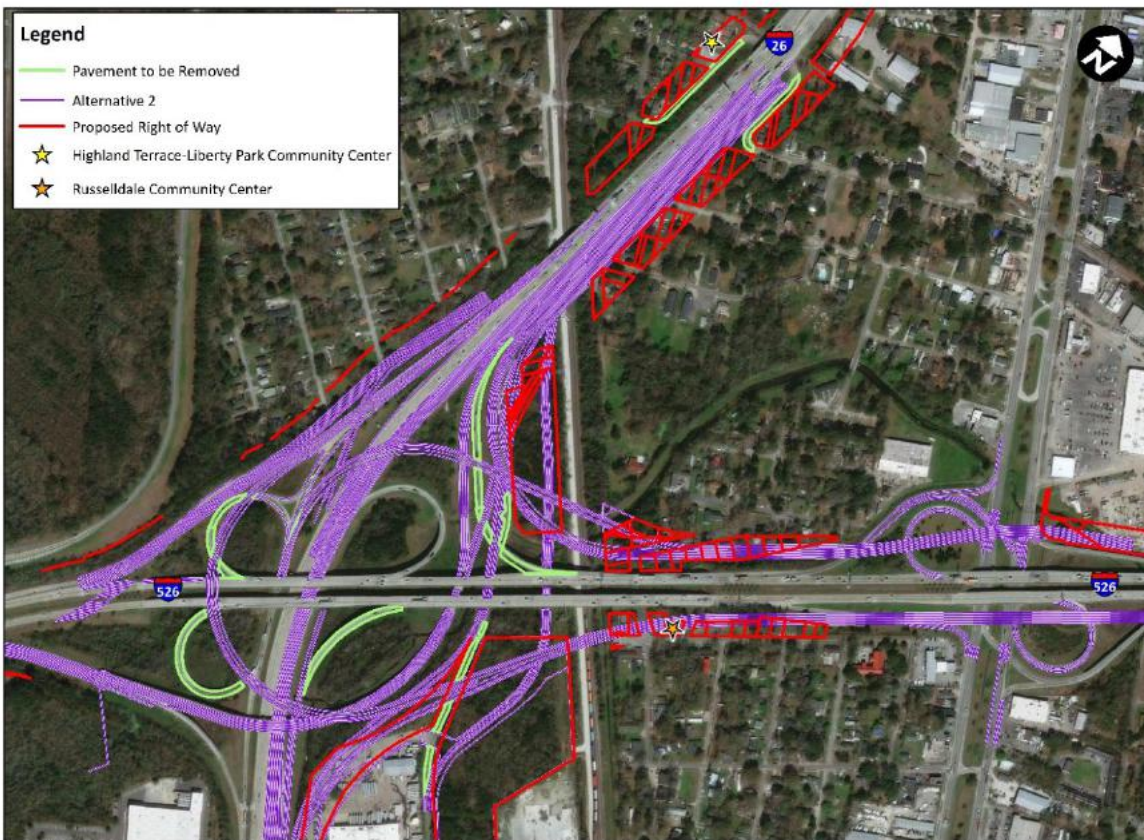 Legend
Pavement to be Removed
Alternative 2
Proposed Right of Way
Highland Terrace-Liberty Park Community Center
Russelldale Community Center
26
N
526
526